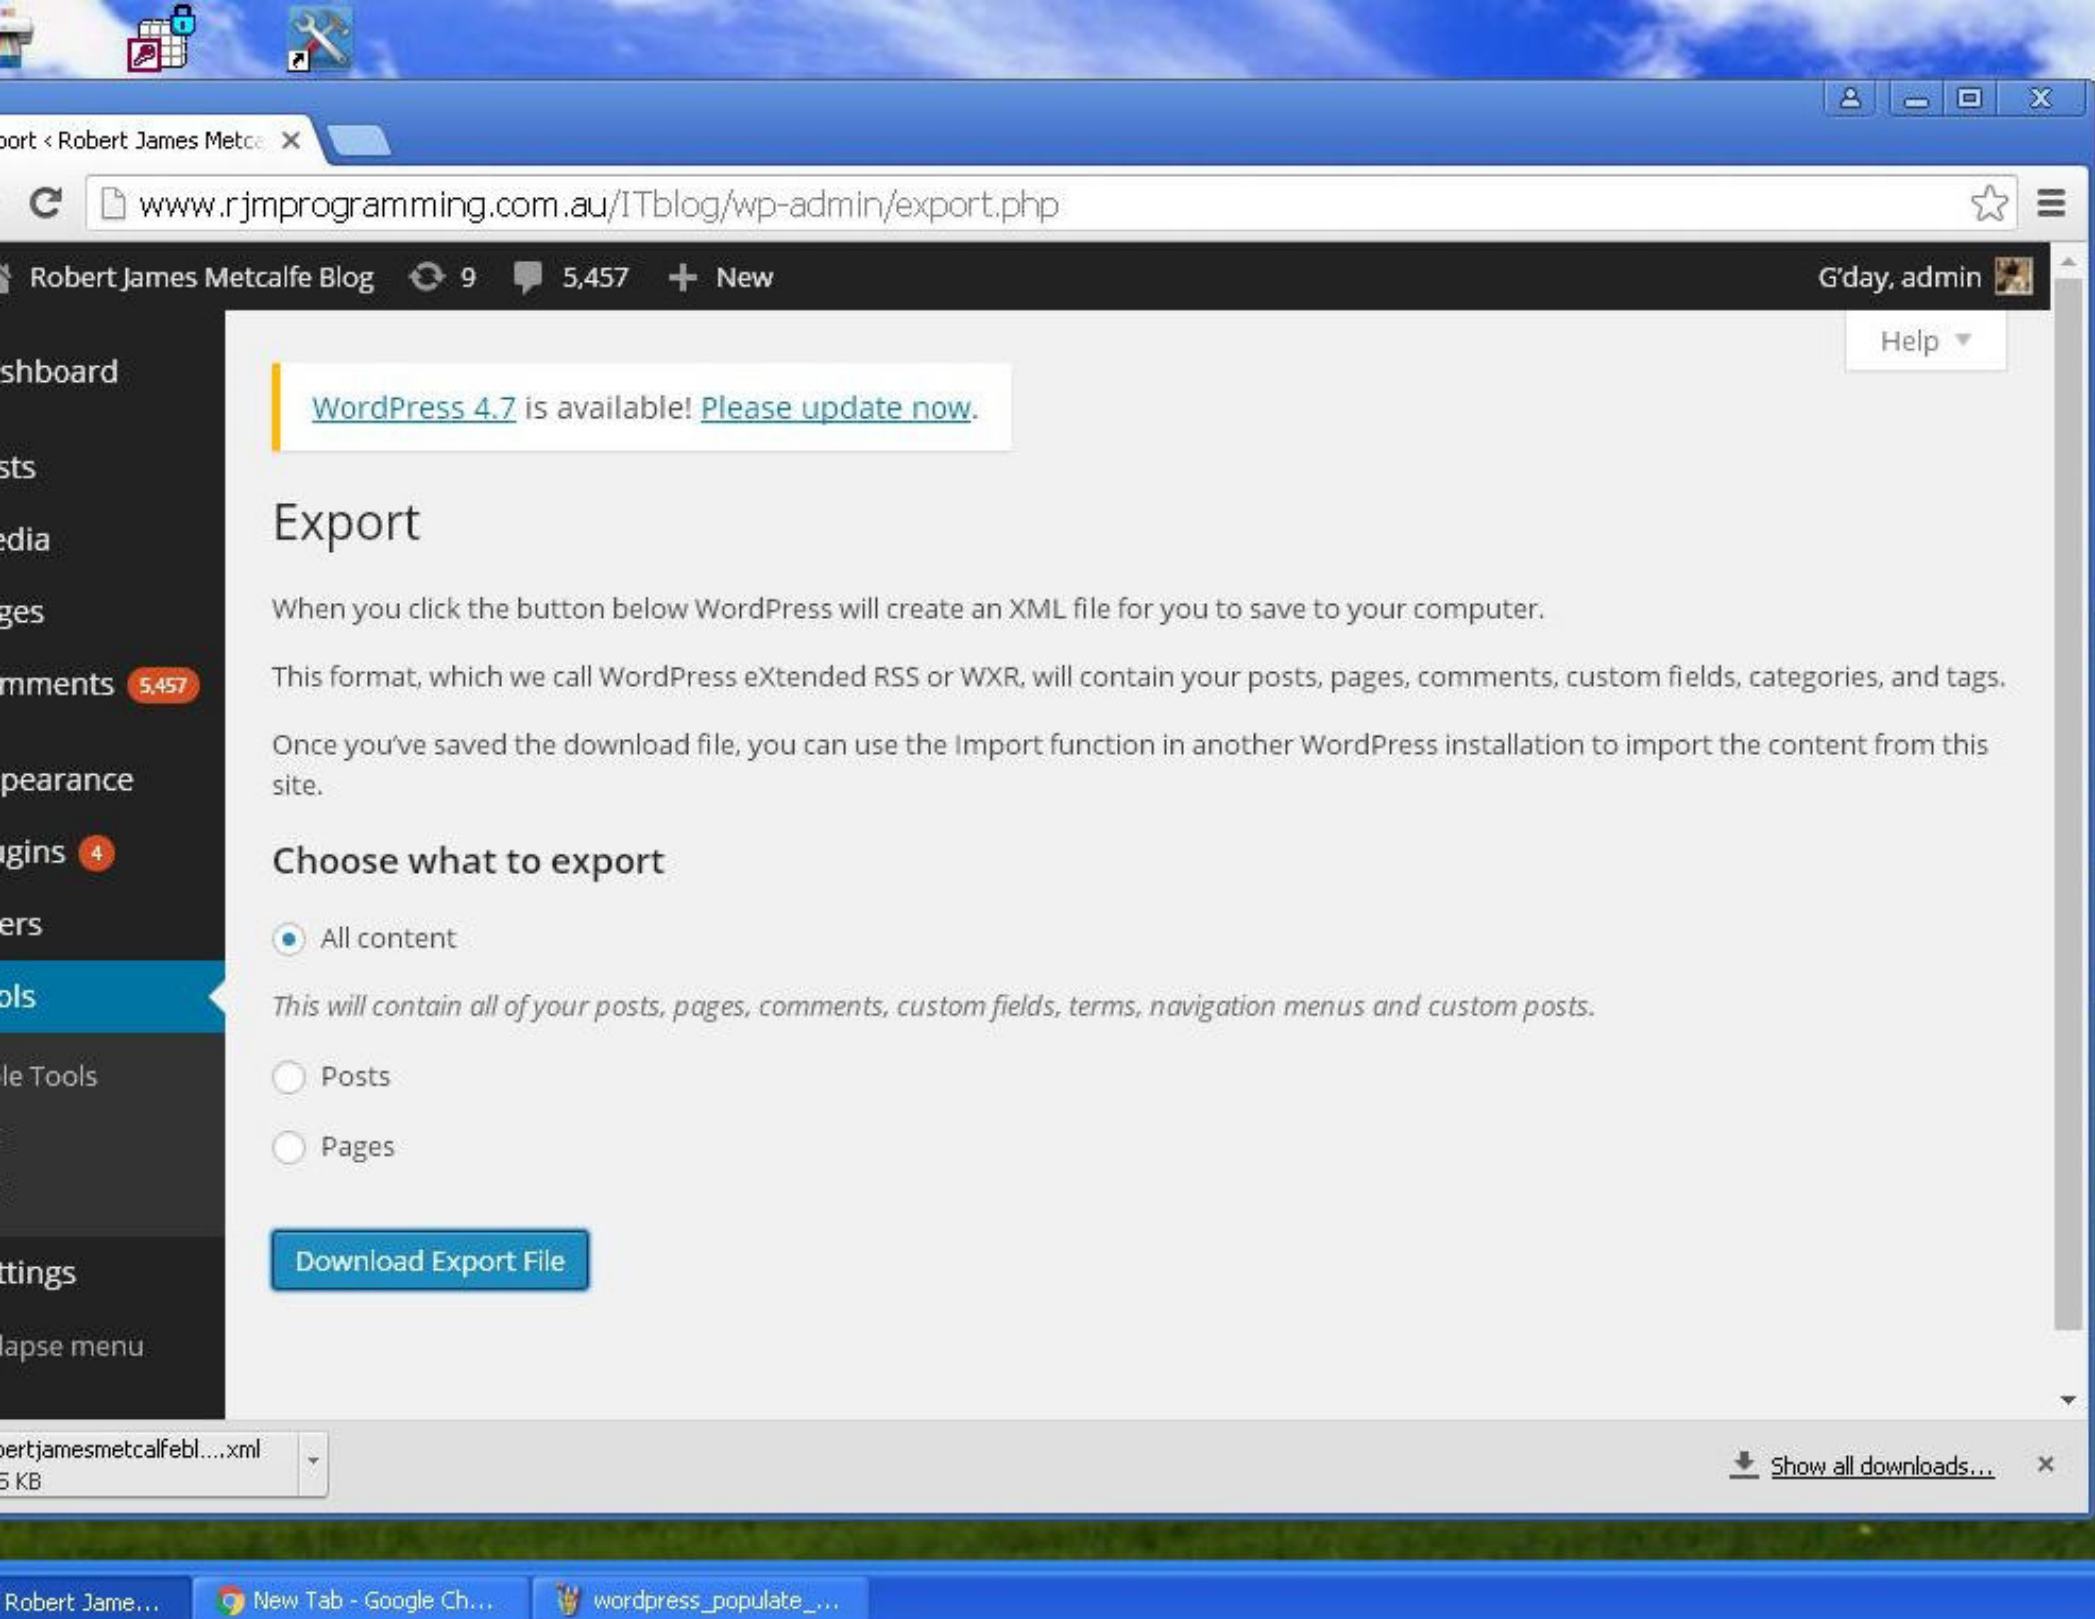 port < Robert James Metca
www.rjmprogramming.com.au/ITblog/wp-admin/export.php
Robert James Metcalfe Blog 9 5,457 + New G'day, admin
Help
shboard
WordPress 4.7 is available! Please update now.
sts
Export
edia
When you click the button below WordPress will create an XML file for you to save to your computer.
ges
This format, which we call WordPress eXtended RSS or WXR, will contain your posts, pages, comments, custom fields, categories, and tags.
mments 5,457
Once you've saved the download file, you can use the Import function in another WordPress installation to import the content from this
site.
pearance
gins 4
Choose what to export
ers
All content
ols
This will contain all of your posts, pages, comments, custom fields, terms, navigation menus and custom posts.
le Tools
Posts
Pages
Download Export File
ttings
lapse menu
bertjamesmetcalfebl....xml
5 KB
Show all downloads...
Robert Jame... New Tab - Google Ch... wordpress_populate_...